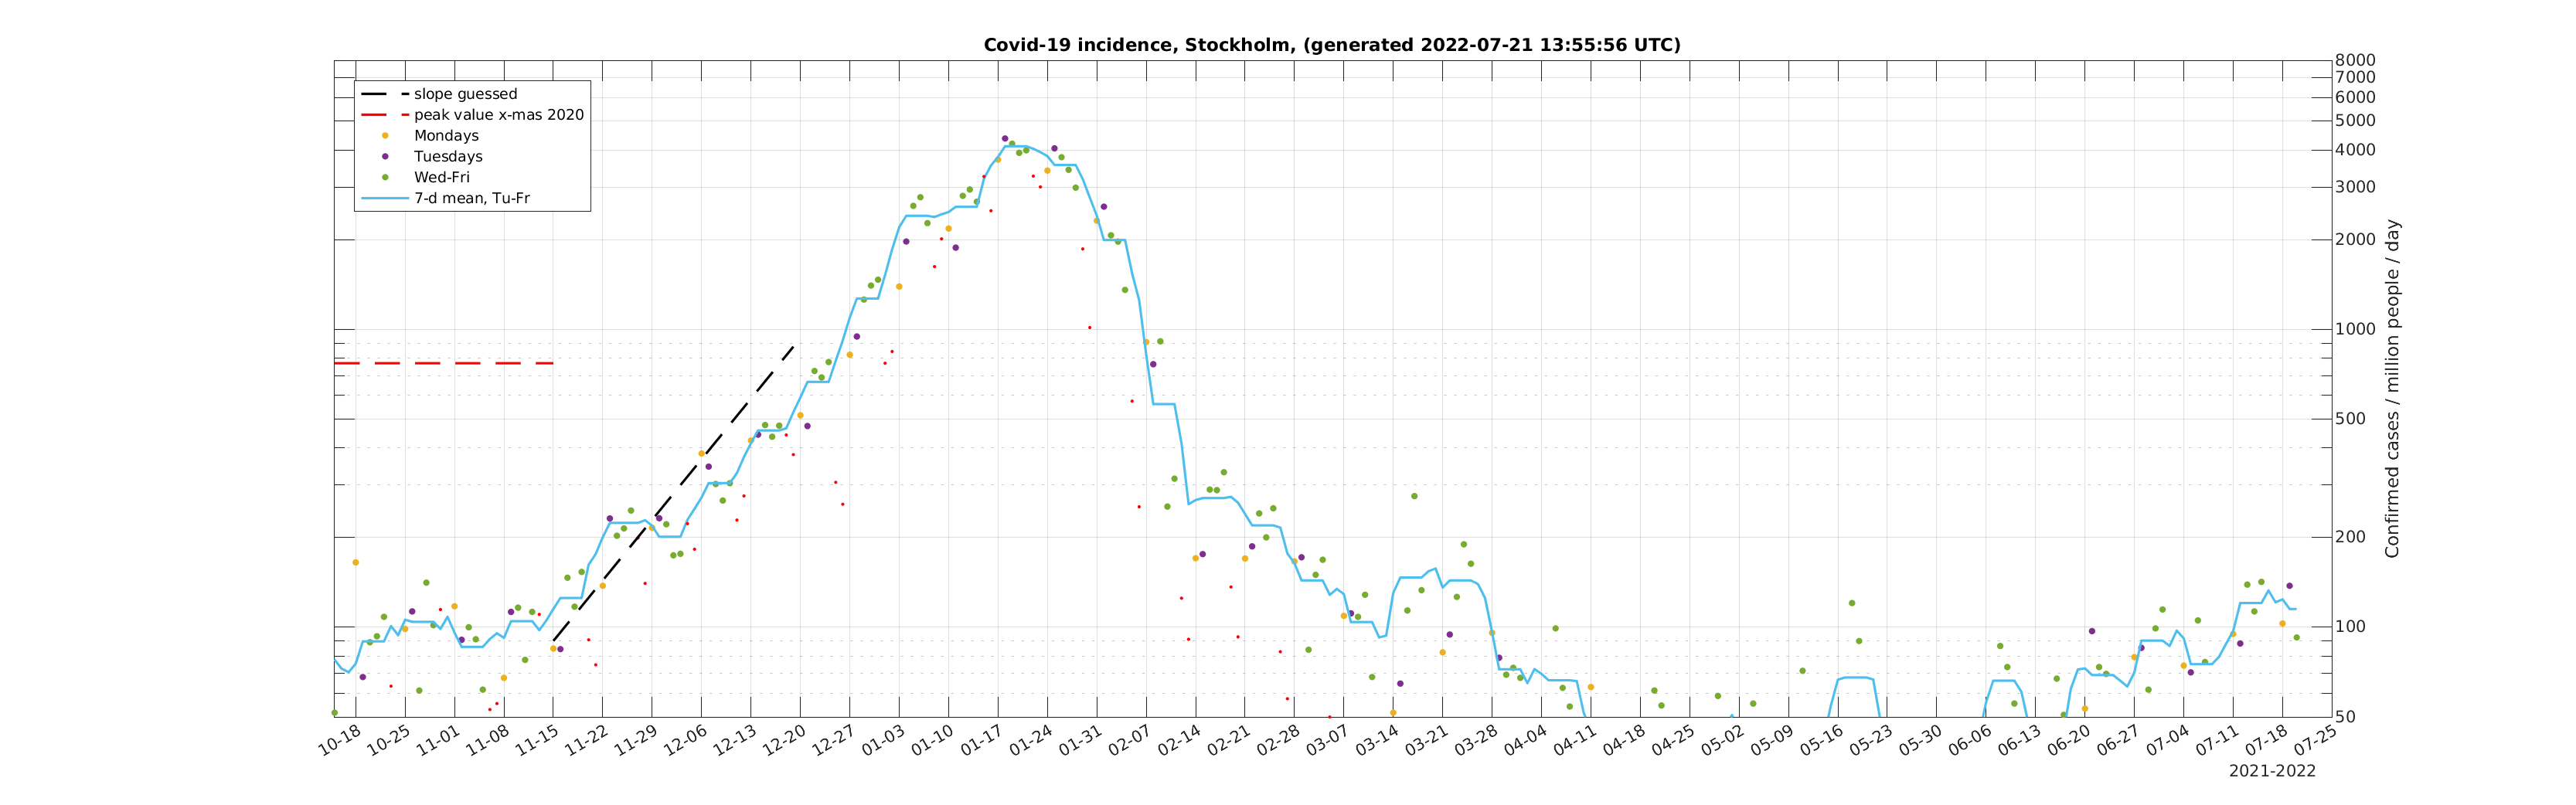 Covid-19 incidence, Stockholm, (generated 2022-07-21 13:55:56 UTC)
slope guessed
peak value x-mas 2020
Mondays
Tuesdays
Wed-Fri
7-d mean, Tu-Fr
8000
7000
6000
5000
4000
3000
2000
1000
500
200
100
50
Confirmed cases / million people / day
10-18 10-25 11-01 11-08 11-15 11-22 11-29 12-06 12-13 12-20 12-27 01-03 01-10 01-17 01-24 01-31 02-07 02-14 02-21 02-28 03-07 03-14 03-21 03-28 04-04 04-11 04-18 04-25 05-02 05-09 05-16 05-23 05-30 06-06 06-13 06-20 06-27 07-04 07-11 07-18 07-25
2021-2022